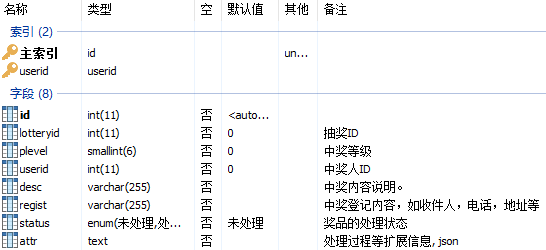 名称 类型 空 默认值 其他 备注
索引 (2)
主索引 id un...
userid userid
字段 (8)
id int(11) 否 <auto...
lotteryid int(11) 否 0 抽奖ID
plevel smallint(6) 否 0 中奖等级
userid int(11) 否 0 中奖人ID
desc varchar(255) 否 中奖内容说明。
regist varchar(255) 否 中奖登记内容，如收件人，电话，地址等
status enum(未处理,处... 否 未处理 奖品的处理状态
attr text 否 处理过程等扩展信息, json